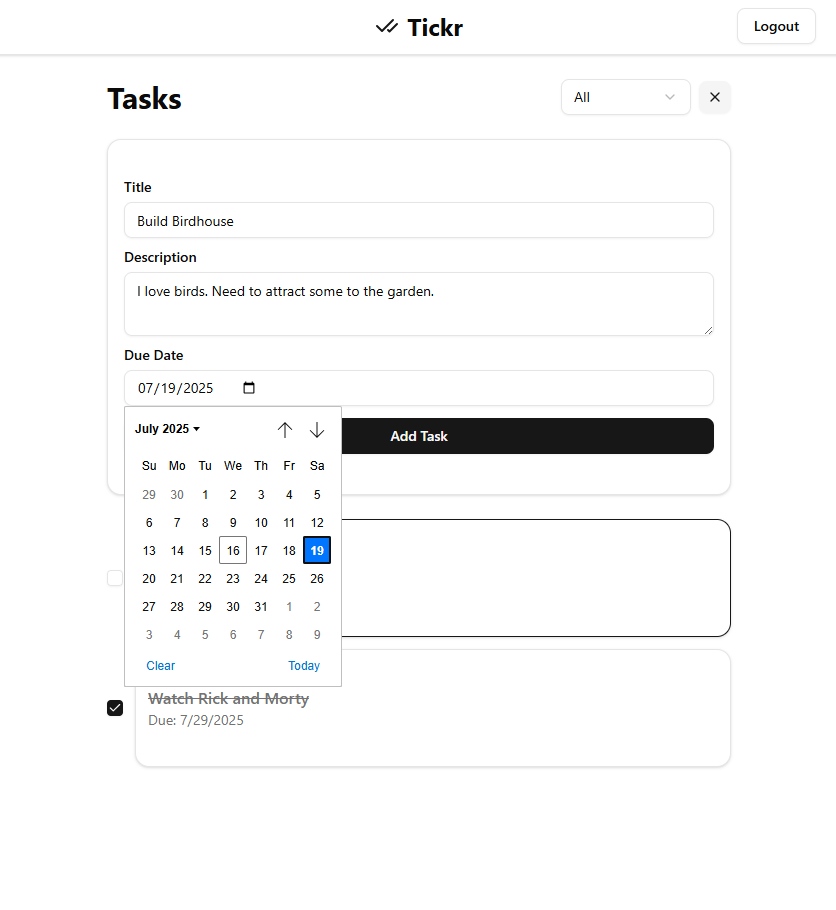 Tickr
Logout
Tasks
All
Title
Build Birdhouse
Description
I love birds. Need to attract some to the garden.
Due Date
07/19/2025
Add Task
July 2025
Su Mo Tu We Th Fr Sa
29 30 1 2 3 4 5
6 7 8 9 10 11 12
13 14 15 16 17 18 19
20 21 22 23 24 25 26
27 28 29 30 31 1 2
3 4 5 6 7 8 9
Clear Today
Watch Rick and Morty
Due: 7/29/2025